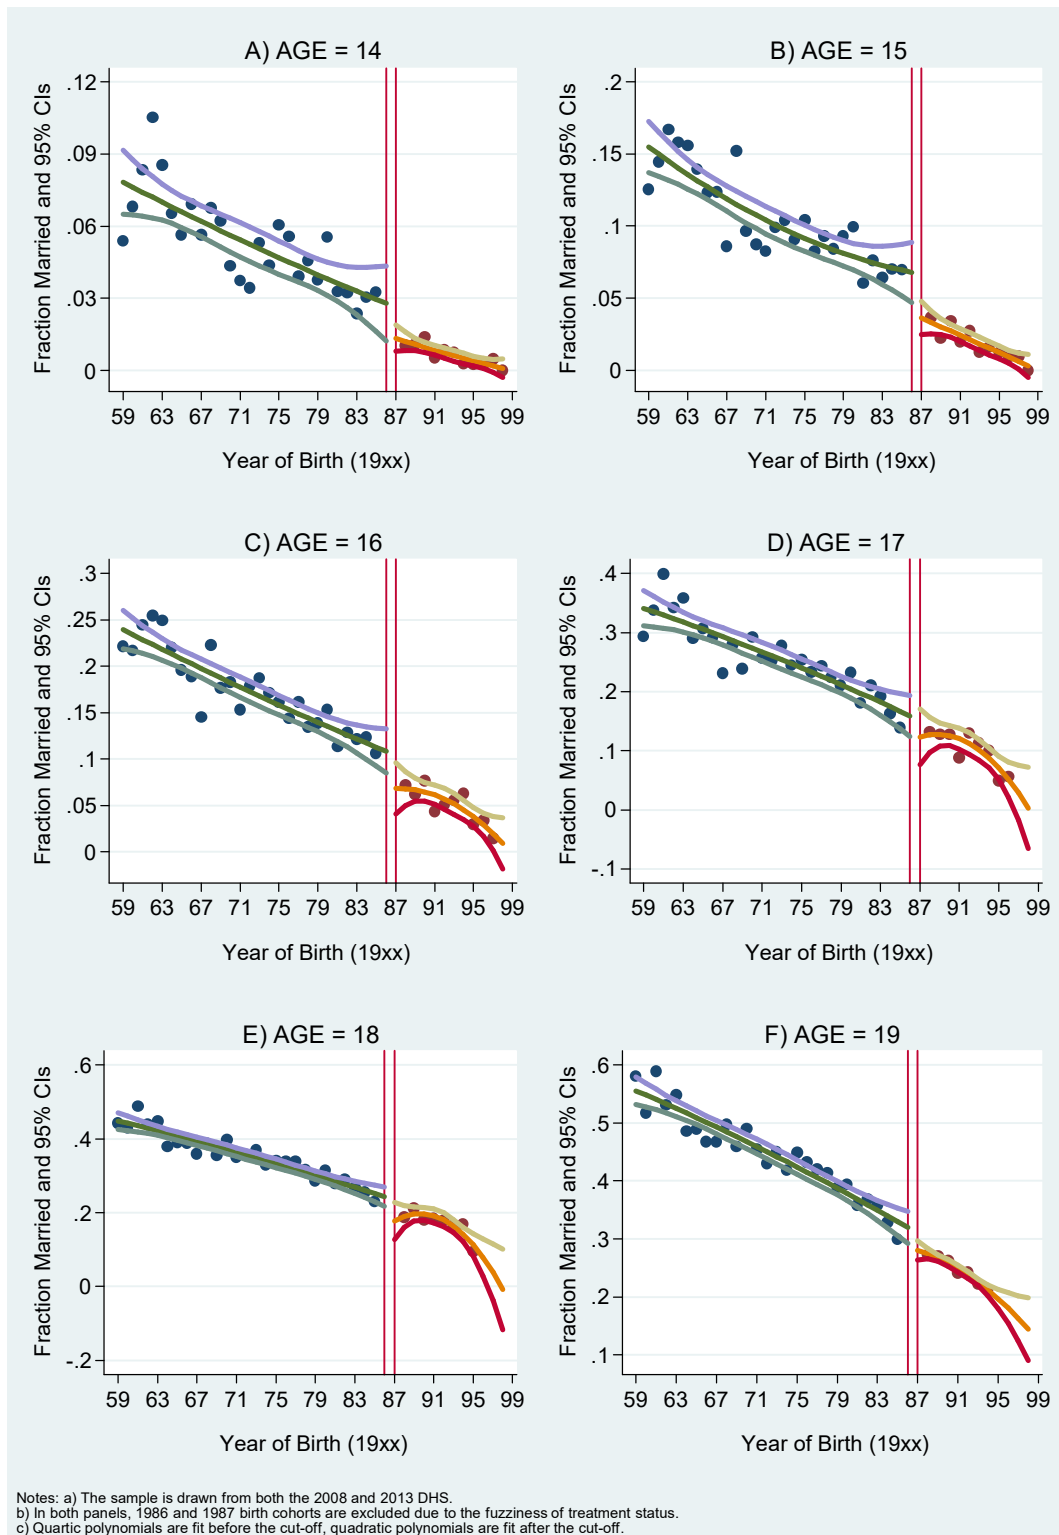 A) AGE = 14
Fraction Married and 95% CIs
.12
.09
.06
.03
0
59 63 67 71 75 79 83 87 91 95 99
Year of Birth (19xx)
B) AGE = 15
Fraction Married and 95% CIs
.2
.15
.1
.05
0
59 63 67 71 75 79 83 87 91 95 99
Year of Birth (19xx)
C) AGE = 16
Fraction Married and 95% CIs
.3
.25
.2
.15
.1
.05
0
59 63 67 71 75 79 83 87 91 95 99
Year of Birth (19xx)
D) AGE = 17
Fraction Married and 95% CIs
.4
.3
.2
.1
0
-.1
59 63 67 71 75 79 83 87 91 95 99
Year of Birth (19xx)
E) AGE = 18
Fraction Married and 95% CIs
.6
.4
.2
0
-.2
59 63 67 71 75 79 83 87 91 95 99
Year of Birth (19xx)
F) AGE = 19
Fraction Married and 95% CIs
.6
.5
.4
.3
.2
.1
59 63 67 71 75 79 83 87 91 95 99
Year of Birth (19xx)
Notes: a) The sample is drawn from both the 2008 and 2013 DHS.
b) In both panels, 1986 and 1987 birth cohorts are excluded due to the fuzziness of treatment status.
c) Quartic polynomials are fit before the cut-off, quadratic polynomials are fit after the cut-off.